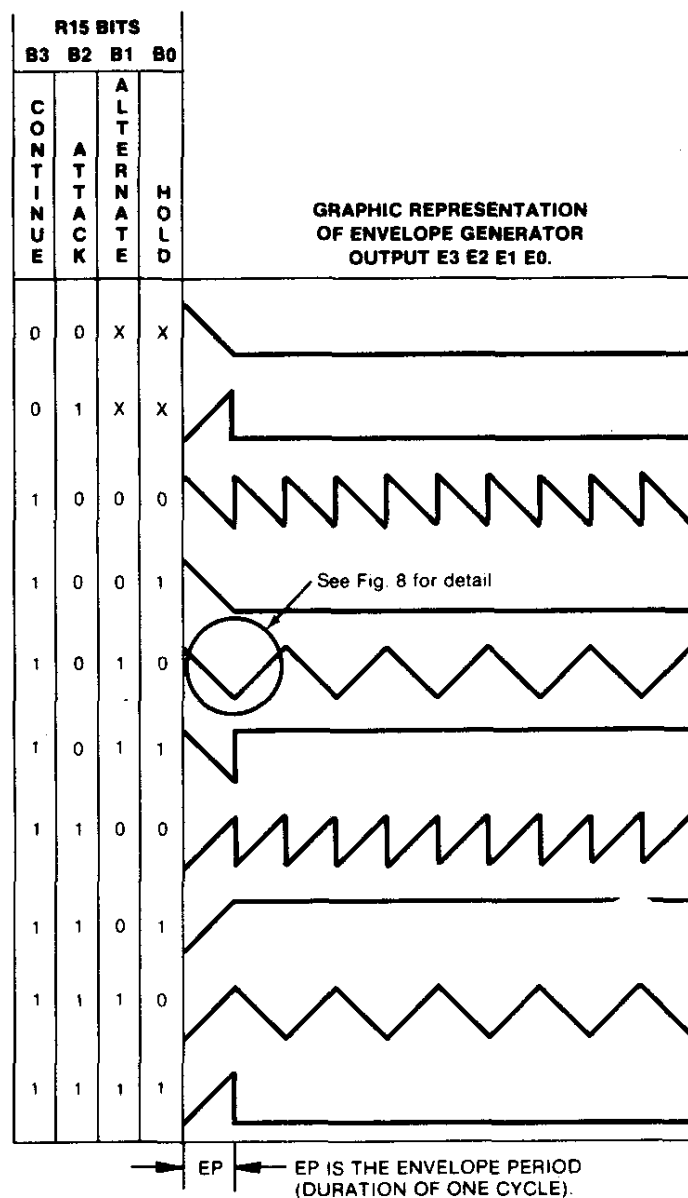 R15 BITS
B3 B2 B1 B0
CONTINUE
ATTACK
ALTERNATE
HOLD
GRAPHIC REPRESENTATION
OF ENVELOPE GENERATOR
OUTPUT E3 E2 E1 E0.
0 0 X X
0 1 X X
1 0 0 0
1 0 0 1
See Fig. 8 for detail
1 0 1 0
1 0 1 1
1 1 0 0
1 1 0 1
1 1 1 0
1 1 1 1
EP
EP IS THE ENVELOPE PERIOD
(DURATION OF ONE CYCLE).